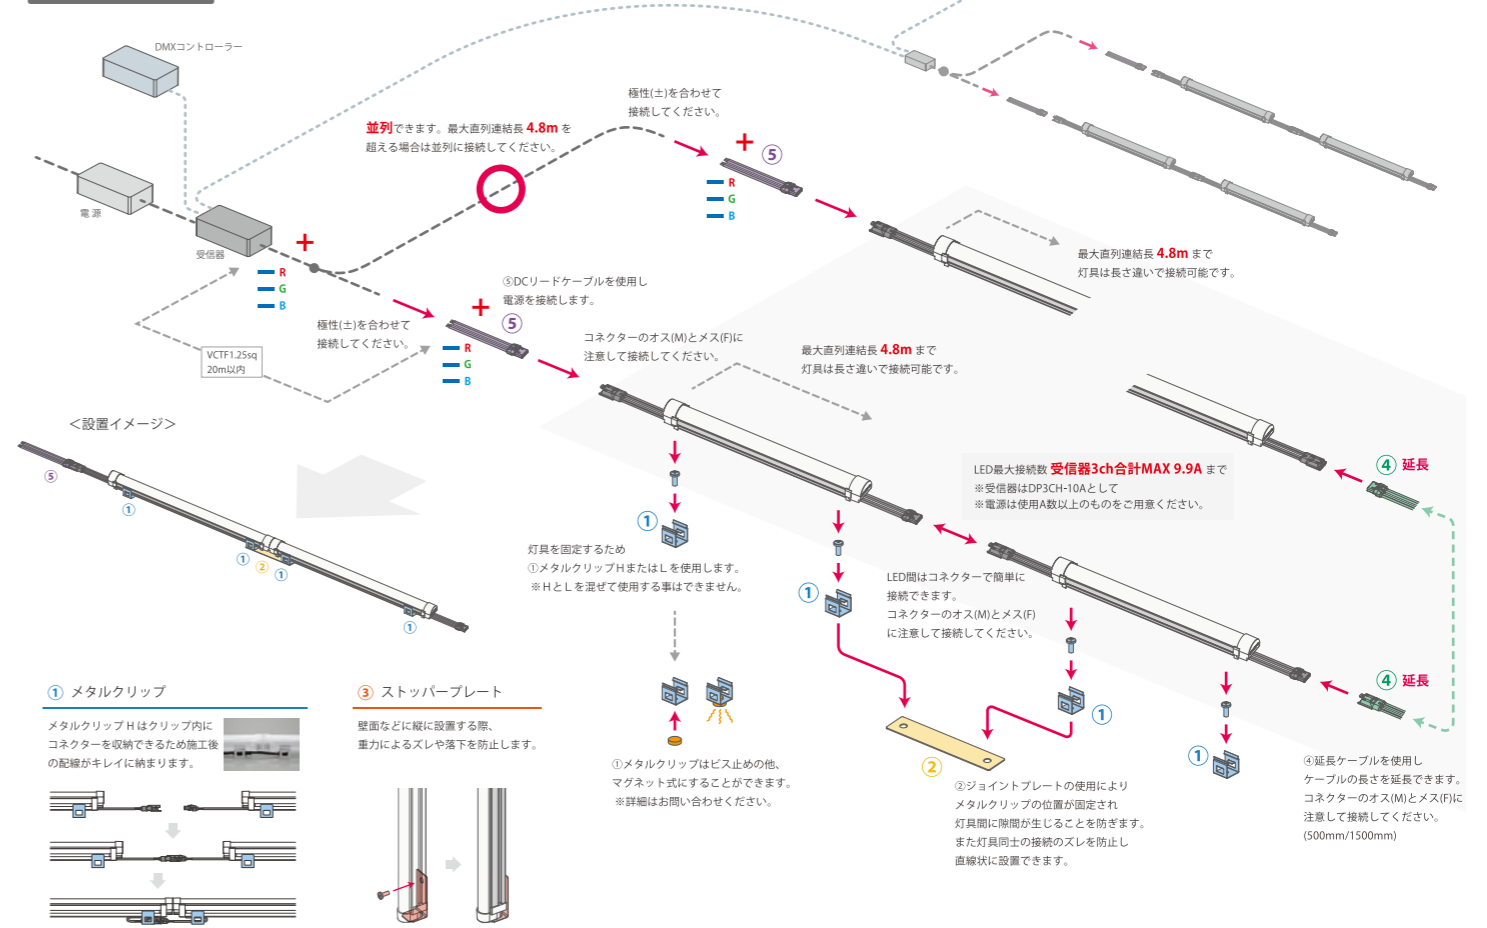 DMXコントローラー
電 源
受信器
+
R
G
B
VCTF1.25sq
20m以内
並列できます。最大直列連結長 4.8m を
超える場合は並列に接続してください。
極性(±)を合わせて
接続してください。
+
⑤
R
G
B
最大直列連結長 4.8m まで
灯具は長さ違いで接続可能です。
極性(±)を合わせて
接続してください。
⑤DCリードケーブルを使用し
電源を接続します。
+
⑤
R
G
B
コネクターのオス(M)とメス(F)に
注意して接続してください。
最大直列連結長 4.8m まで
灯具は長さ違いで接続可能です。
＜設置イメージ＞
⑤
①
①
②
①
①
LED最大接続数 受信器3ch合計MAX 9.9A まで
※受信器はDP3CH-10Aとして
※電源は使用A数以上のものをご用意ください。
④ 延長
①
灯具を固定するため
①メタルクリップHまたはLを使用します。
※HとLを混ぜて使用する事はできません。
①
LED間はコネクターで簡単に
接続できます。
コネクターのオス(M)とメス(F)
に注意して接続してください。
④ 延長
①
①
②
①メタルクリップはビス止めの他、
マグネット式にすることができます。
※詳細はお問い合わせください。
②ジョイントプレートの使用により
メタルクリップの位置が固定され
灯具間に隙間が生じることを防ぎます。
また灯具同士の接続のズレを防止し
直線状に設置できます。
④延長ケーブルを使用し
ケーブルの長さを延長できます。
コネクターのオス(M)とメス(F)に
注意して接続してください。
(500mm/1500mm)
① メタルクリップ
メタルクリップHはクリップ内に
コネクターを収納できるため施工後
の配線がキレイに納まります。
③ ストッパープレート
壁面などに縦に設置する際、
重力によるズレや落下を防止します。